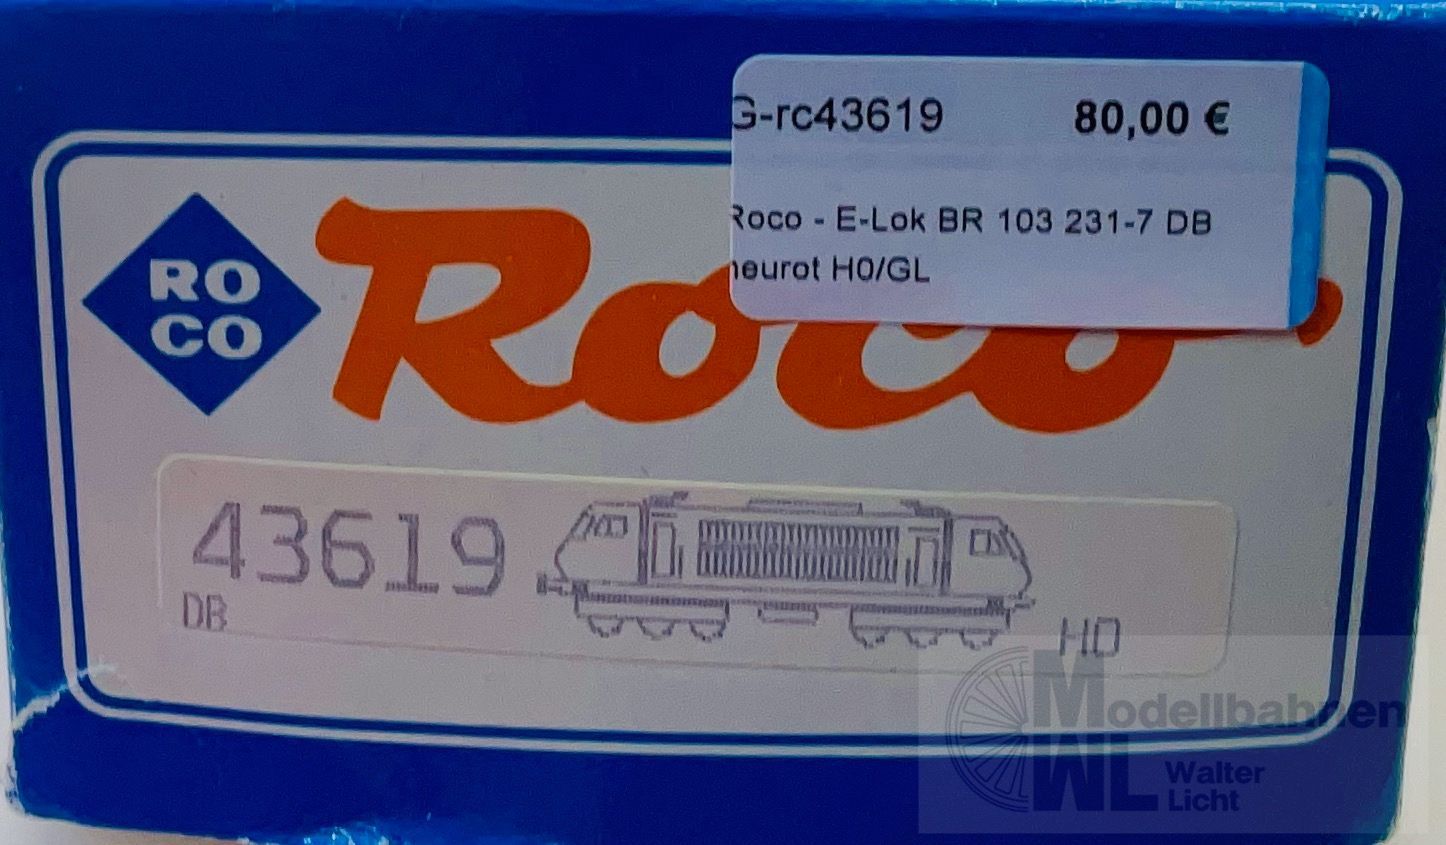 G-rc43619 80,00 €
Roco - E-Lok BR 103 231-7 DB
neurot H0/GL
RO
CO
Roco
43619
DB
HO
Modellbahnen
WL Walter
Licht